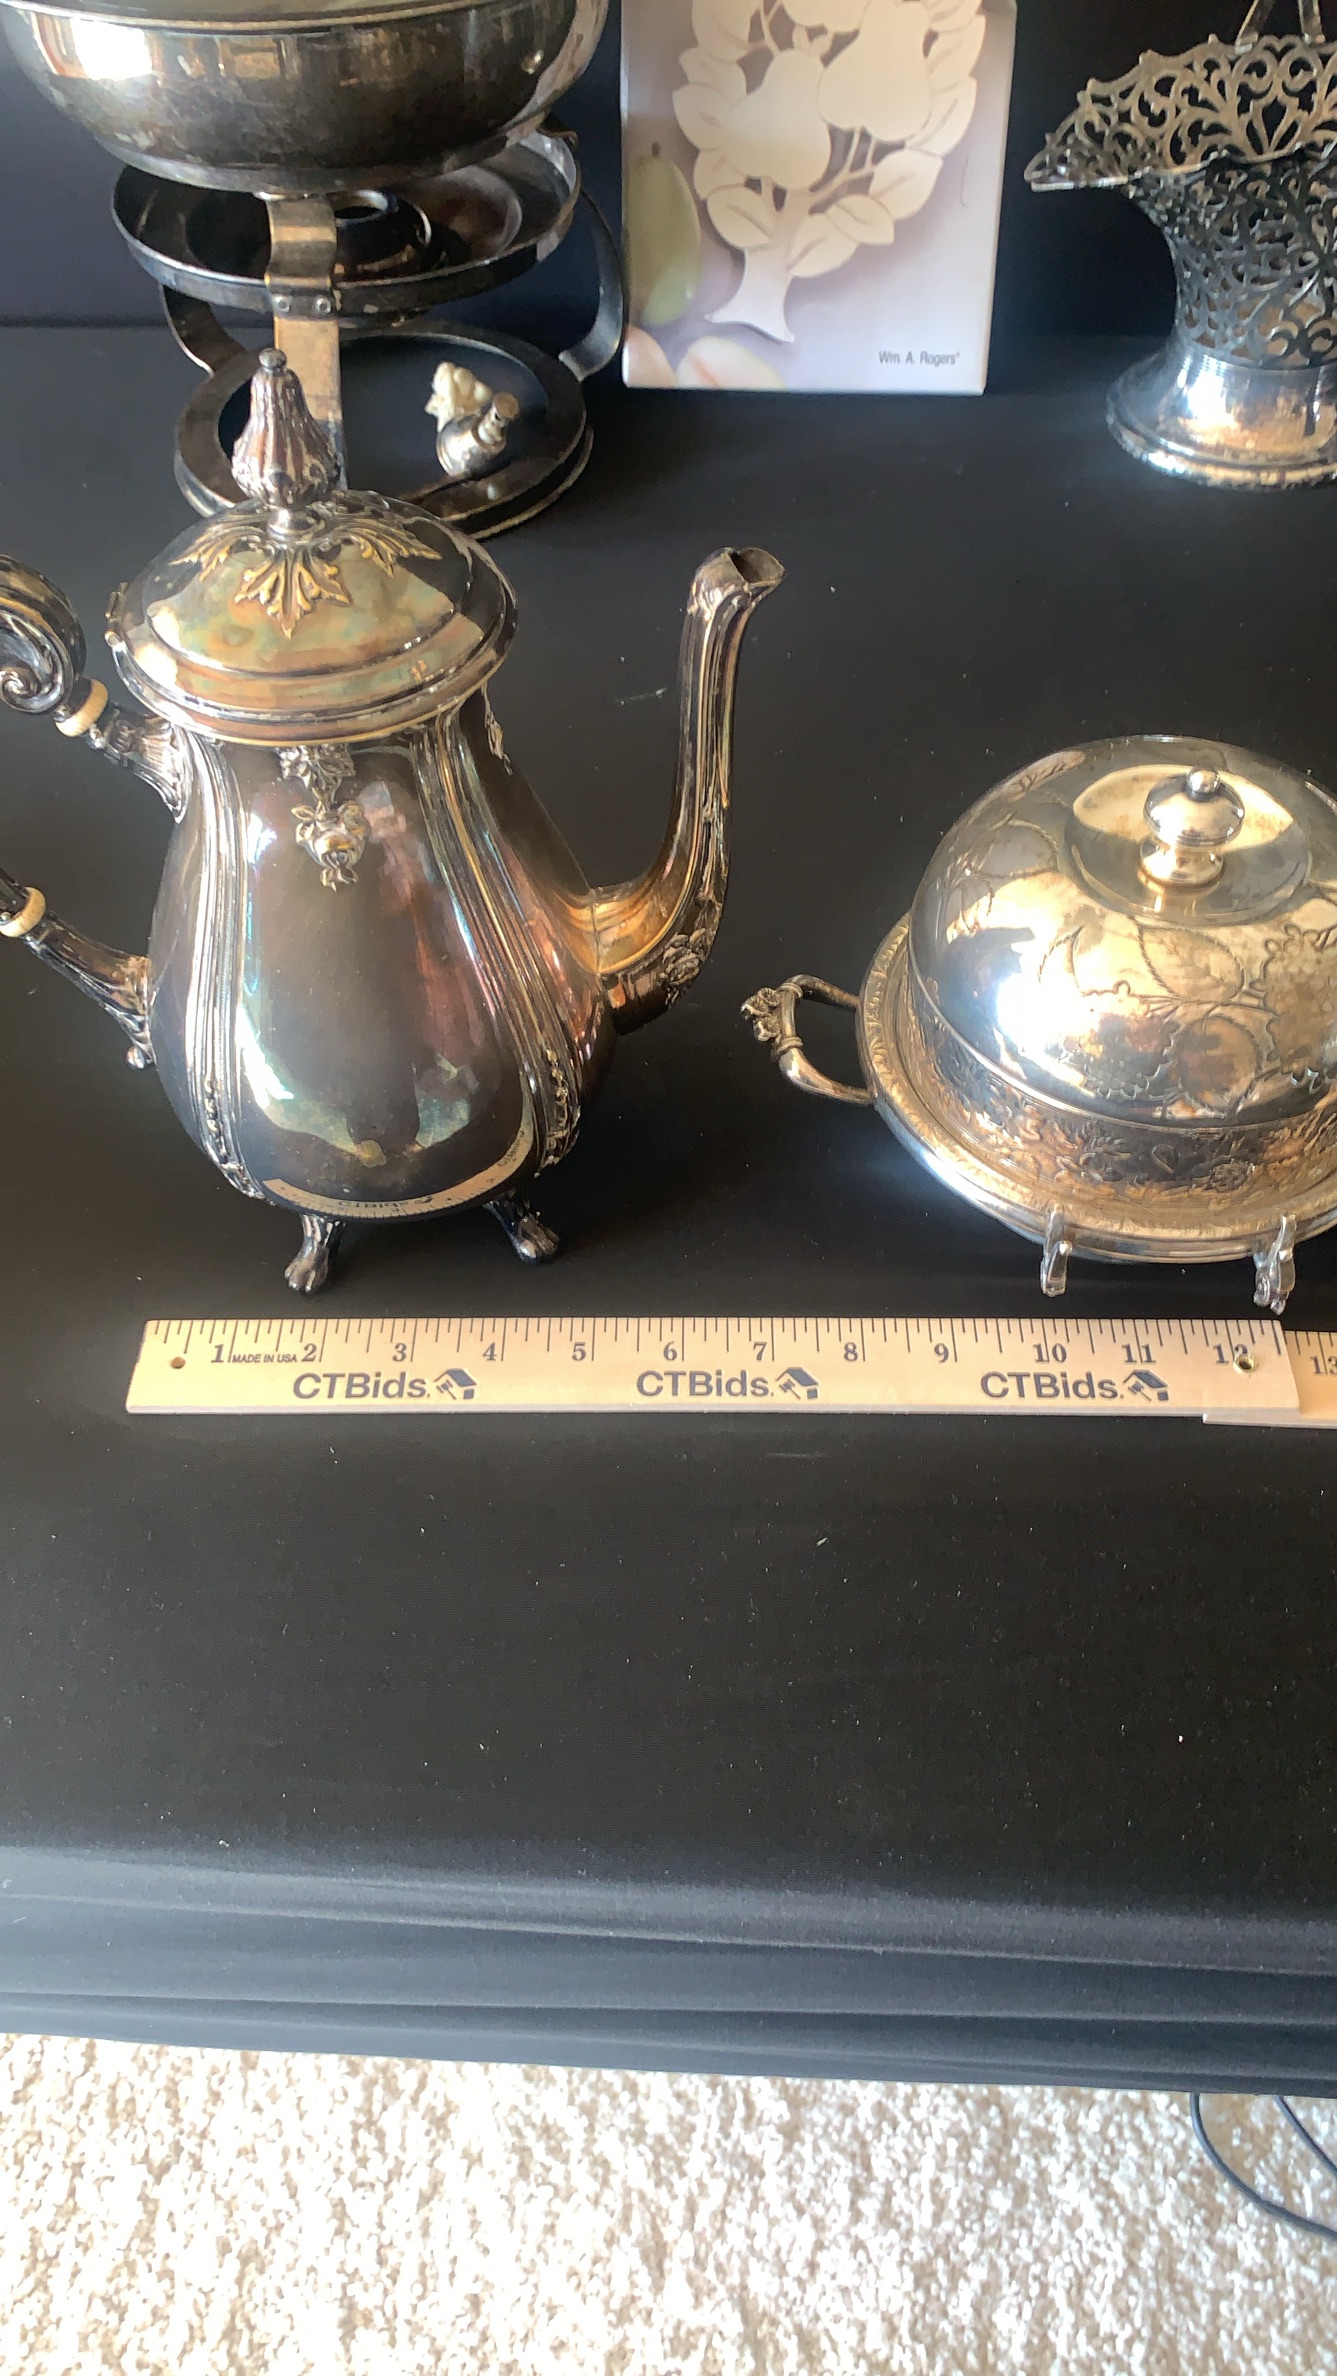 Wm. A. Rogers®
1 MADE IN USA 2 3 4 5 6 7 8 9 10 11 12 13
CTBids. CTBids. CTBids.